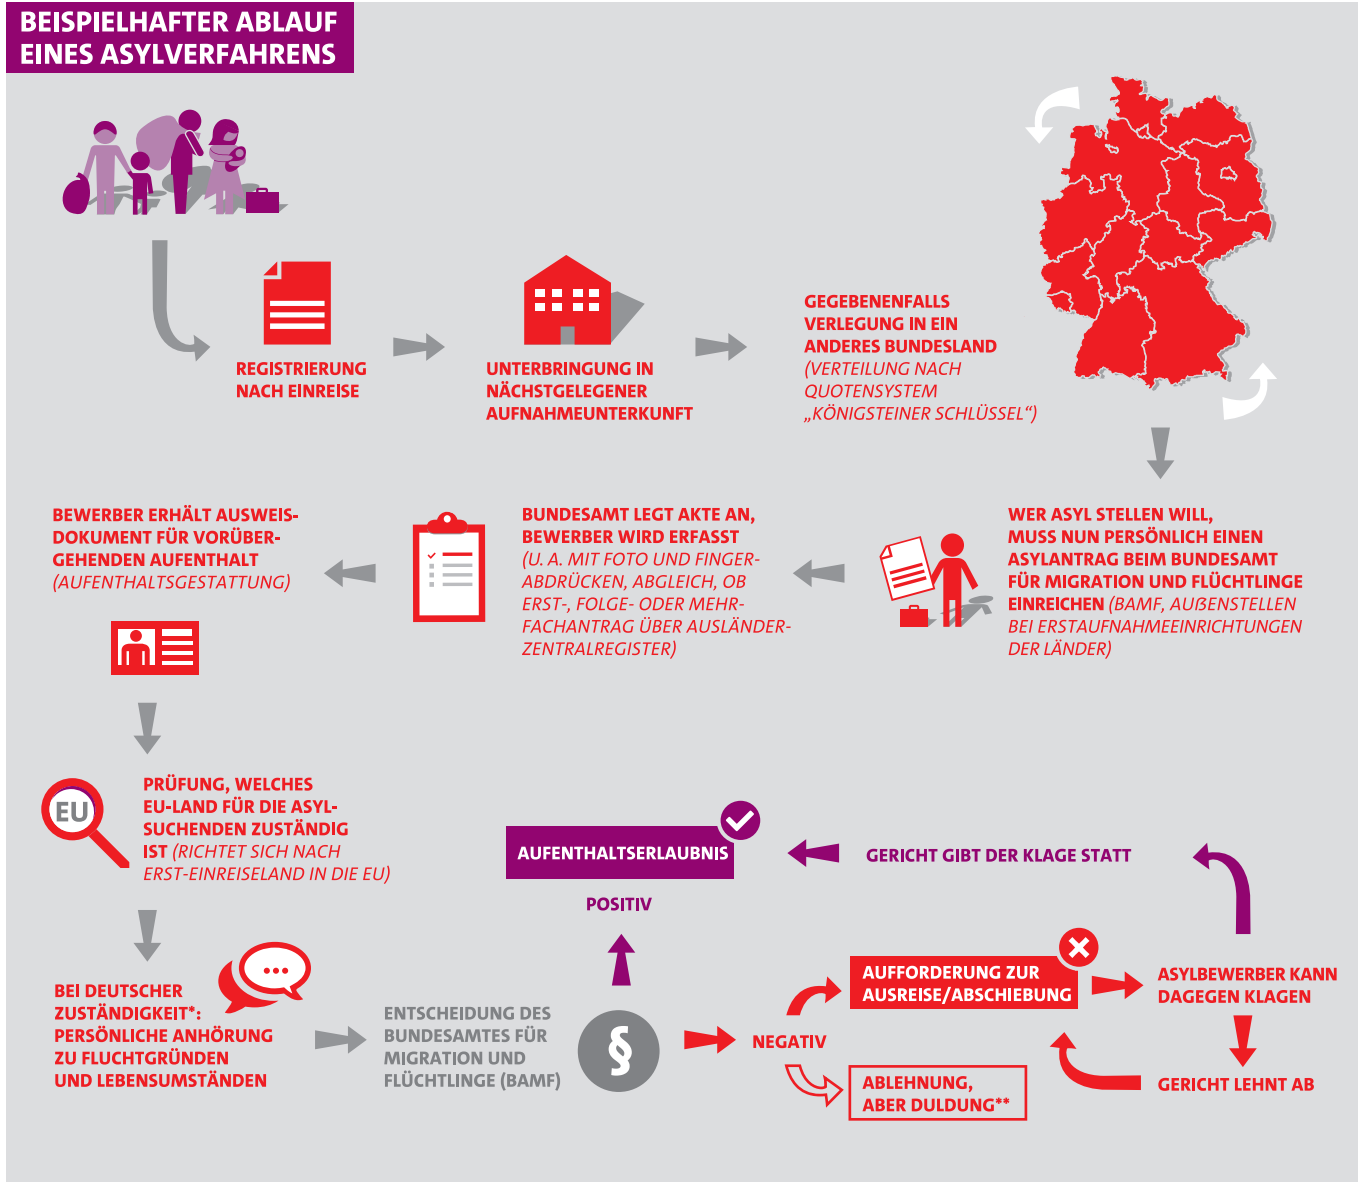 BEISPIELHAFTER ABLAUF
EINES ASYLVERFAHRENS
REGISTRIERUNG
NACH EINREISE
UNTERBRINGUNG IN
NÄCHSTGELEGENER
AUFNAHMEUNTERKUNFT
GEGEBENENFALLS
VERLEGUNG IN EIN
ANDERES BUNDESLAND
(VERTEILUNG NACH
QUOTENSYSTEM
„KÖNIGSTEINER SCHLÜSSEL“)
WER ASYL STELLEN WILL,
MUSS NUN PERSÖNLICH EINEN
ASYLANTRAG BEIM BUNDESAMT
FÜR MIGRATION UND FLÜCHTLINGE
EINREICHEN (BAMF, AUßENSTELLEN
BEI ERSTAUFNAHMEEINRICHTUNGEN
DER LÄNDER)
BUNDESAMT LEGT AKTE AN,
BEWERBER WIRD ERFASST
(U. A. MIT FOTO UND FINGER-
ABDRÜCKEN, ABGLEICH, OB
ERST-, FOLGE- ODER MEHR-
FACHANTRAG ÜBER AUSLÄNDER-
ZENTRALREGISTER)
BEWERBER ERHÄLT AUSWEIS-
DOKUMENT FÜR VORÜBER-
GEHENDEN AUFENTHALT
(AUFENTHALTSGESTATTUNG)
EU
PRÜFUNG, WELCHES
EU-LAND FÜR DIE ASYL-
SUCHENDEN ZUSTÄNDIG
IST (RICHTET SICH NACH
ERST-EINREISELAND IN DIE EU)
BEI DEUTSCHER
ZUSTÄNDIGKEIT*:
PERSÖNLICHE ANHÖRUNG
ZU FLUCHTGRÜNDEN
UND LEBENSUMSTÄNDEN
ENTSCHEIDUNG DES
BUNDESAMTES FÜR
MIGRATION UND
FLÜCHTLINGE (BAMF)
§
POSITIV
AUFENTHALTSERLAUBNIS
NEGATIV
AUFFORDERUNG ZUR
AUSREISE/ABSCHIEBUNG
ABLEHNUNG,
ABER DULDUNG**
ASYLBEWERBER KANN
DAGEGEN KLAGEN
GERICHT LEHNT AB
GERICHT GIBT DER KLAGE STATT